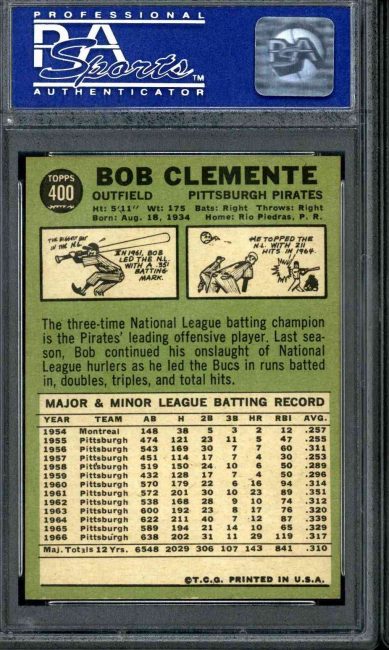 PROFESSIONAL
PSA
Sports™
AUTHENTICATOR
TOPPS
400
BOB CLEMENTE
OUTFIELD PITTSBURGH PIRATES
Ht: 5'11" Wt: 175 Bats: Right Throws: Right
Born: Aug. 18, 1934 Home: Rio Piedras, P. R.
THE BIGGEST BAT
IN THE N.L.
IN 1961, BOB
LED THE N.L.
WITH A .351
BATTING
MARK.
HE TOPPED THE
N.L. WITH 211
HITS IN 1964.
The three-time National League batting champion
is the Pirates' leading offensive player. Last sea-
son, Bob continued his onslaught of National
League hurlers as he led the Bucs in runs batted
in, doubles, triples, and total hits.
MAJOR & MINOR LEAGUE BATTING RECORD
YEAR TEAM AB H 2B 3B HR RBI AVG.
1954 Montreal 148 38 5 3 2 12 .257
1955 Pittsburgh 474 121 23 11 5 47 .255
1956 Pittsburgh 543 169 30 7 7 60 .311
1957 Pittsburgh 451 114 17 7 4 30 .253
1958 Pittsburgh 519 150 24 10 6 50 .289
1959 Pittsburgh 432 128 17 7 4 50 .296
1960 Pittsburgh 570 179 22 6 16 94 .314
1961 Pittsburgh 572 201 30 10 23 89 .351
1962 Pittsburgh 538 168 28 9 10 74 .312
1963 Pittsburgh 600 192 23 8 17 76 .320
1964 Pittsburgh 622 211 40 7 12 87 .339
1965 Pittsburgh 589 194 21 14 10 65 .329
1966 Pittsburgh 638 202 31 11 29 119 .317
Maj. Totals 12 Yrs. 6548 2029 306 107 143 841 .310
©T.C.G. PRINTED IN U.S.A.